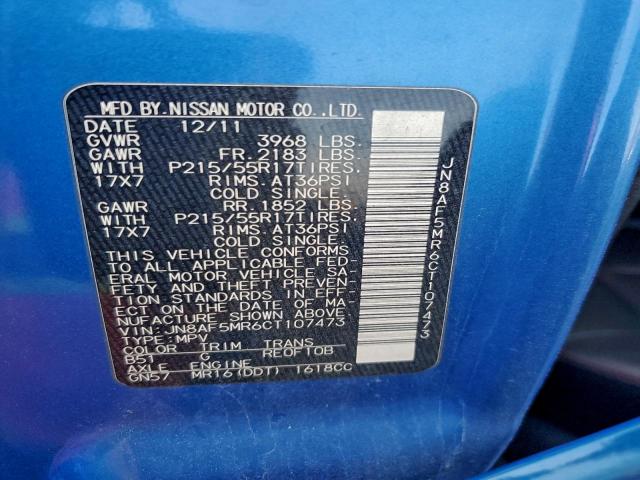 MFD BY NISSAN MOTOR CO.,LTD.
DATE 12/11
GVWR 3968 LBS.
GAWR FR. 2183 LBS.
WITH P215/55R17TIRES.
17X7 RIMS. AT36PSI
COLD SINGLE.
GAWR RR. 1852 LBS.
WITH P215/55R17TIRES.
17X7 RIMS. AT36PSI
COLD SINGLE.
THIS VEHICLE CONFORMS
TO ALL APPLICABLE FED-
ERAL MOTOR VEHICLE SA-
FETY AND THEFT PREVEN-
TION STANDARDS IN EFF-
ECT ON THE DATE OF MA-
NUFACTURE SHOWN ABOVE.
VIN:JN8AF5MR6CT107473
TYPE:MPV
COLOR TRIM TRANS
B51 G RE0F10B
AXLE ENGINE
GN57 MR16(DDT) 1618CC
JN8AF5MR6CT107473